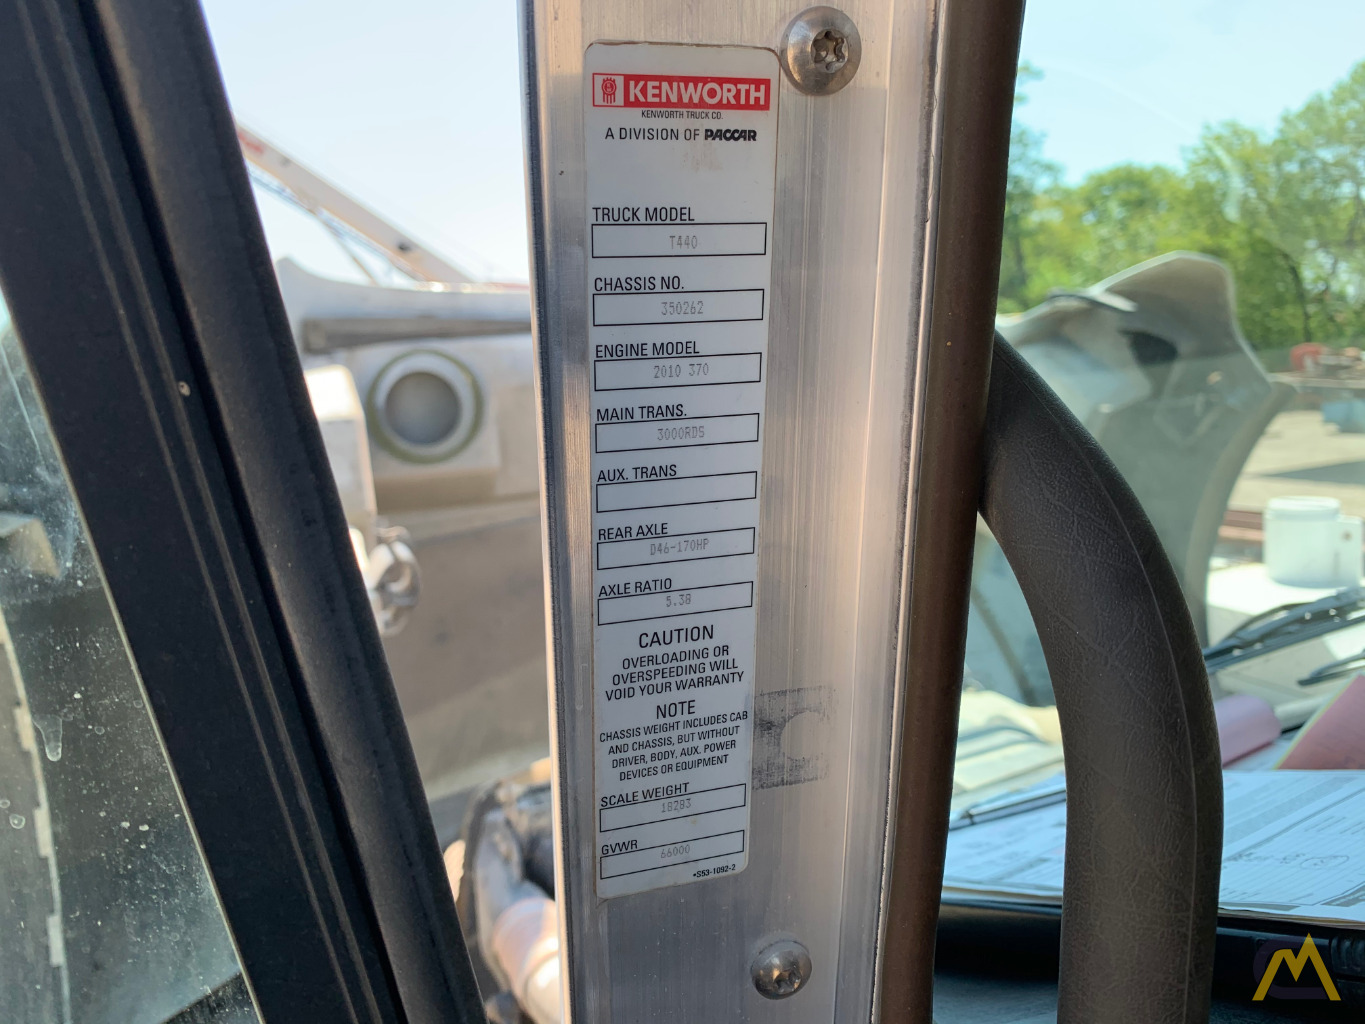 KENWORTH
KENWORTH TRUCK CO.
A DIVISION OF PACCAR
TRUCK MODEL
T440
CHASSIS NO.
350262
ENGINE MODEL
2010 370
MAIN TRANS.
3000RDS
AUX. TRANS
REAR AXLE
D46-170HP
AXLE RATIO
5.38
CAUTION
OVERLOADING OR
OVERSPEEDING WILL
VOID YOUR WARRANTY
NOTE
CHASSIS WEIGHT INCLUDES CAB
AND CHASSIS, BUT WITHOUT
DRIVER, BODY, AUX. POWER
DEVICES OR EQUIPMENT
SCALE WEIGHT
18283
GVWR
66000
*S53-1092-2